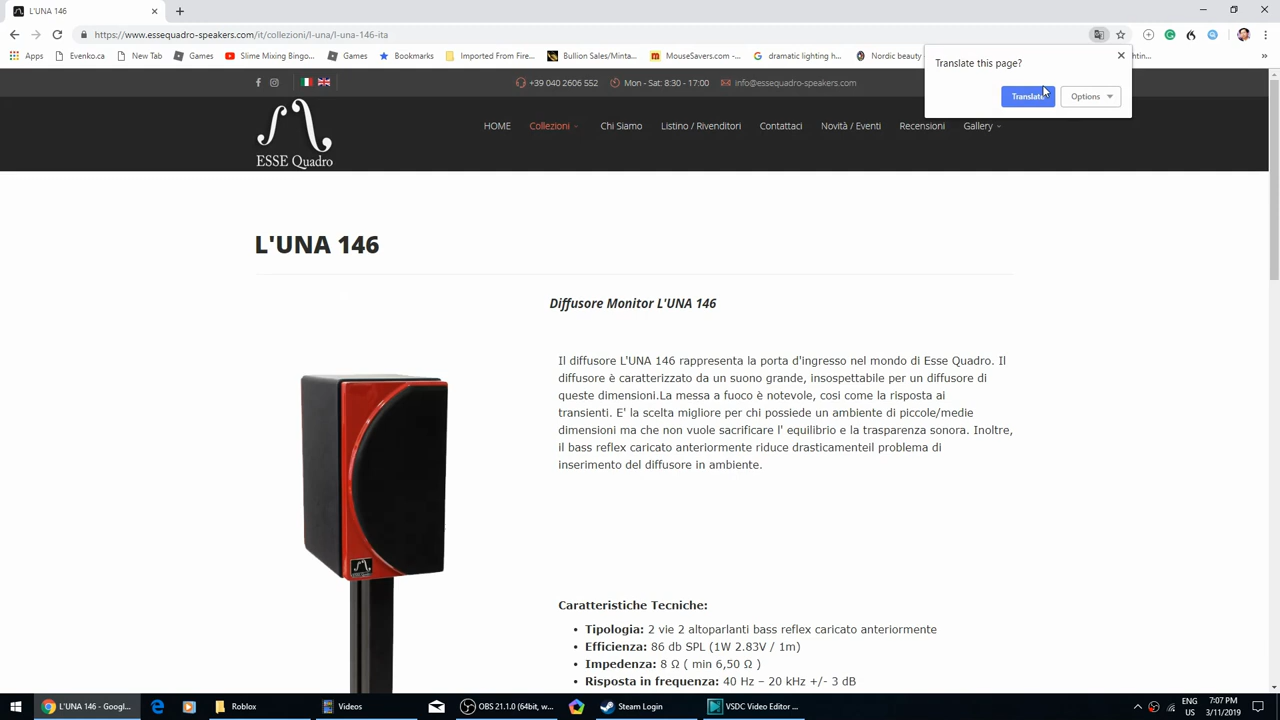 L'UNA 146
https://www.essequadro-speakers.com/it/collezioni/l-una/l-una-146-ita
Apps Evenko.ca New Tab Games Slime Mixing Bingo... Games Bookmarks Imported From Fire... Bullion Sales/Minta... MouseSavers.com... dramatic lighting h... Nordic beauty
Translate this page?
Translate Options
+39 040 2606 552 Mon - Sat: 8:30 - 17:00 info@essequadro-speakers.com
ESSE Quadro
HOME Collezioni Chi Siamo Listino / Rivenditori Contattaci Novità / Eventi Recensioni Gallery
L'UNA 146
Diffusore Monitor L'UNA 146
Il diffusore L'UNA 146 rappresenta la porta d'ingresso nel mondo di Esse Quadro. Il
diffusore è caratterizzato da un suono grande, insospettabile per un diffusore di
queste dimensioni.La messa a fuoco è notevole, cosi come la risposta ai
transienti. E' la scelta migliore per chi possiede un ambiente di piccole/medie
dimensioni ma che non vuole sacrificare l' equilibrio e la trasparenza sonora. Inoltre,
il bass reflex caricato anteriormente riduce drasticamenteil problema di
inserimento del diffusore in ambiente.
Caratteristiche Tecniche:
• Tipologia: 2 vie 2 altoparlanti bass reflex caricato anteriormente
• Efficienza: 86 db SPL (1W 2.83V / 1m)
• Impedenza: 8 Ω ( min 6,50 Ω )
• Risposta in frequenza: 40 Hz – 20 kHz +/- 3 dB
L'UNA 146 - Googl... Roblox Videos OBS 21.1.0 (64bit, w... Steam Login VSDC Video Editor ...
ENG
US
7:07 PM
3/11/2019